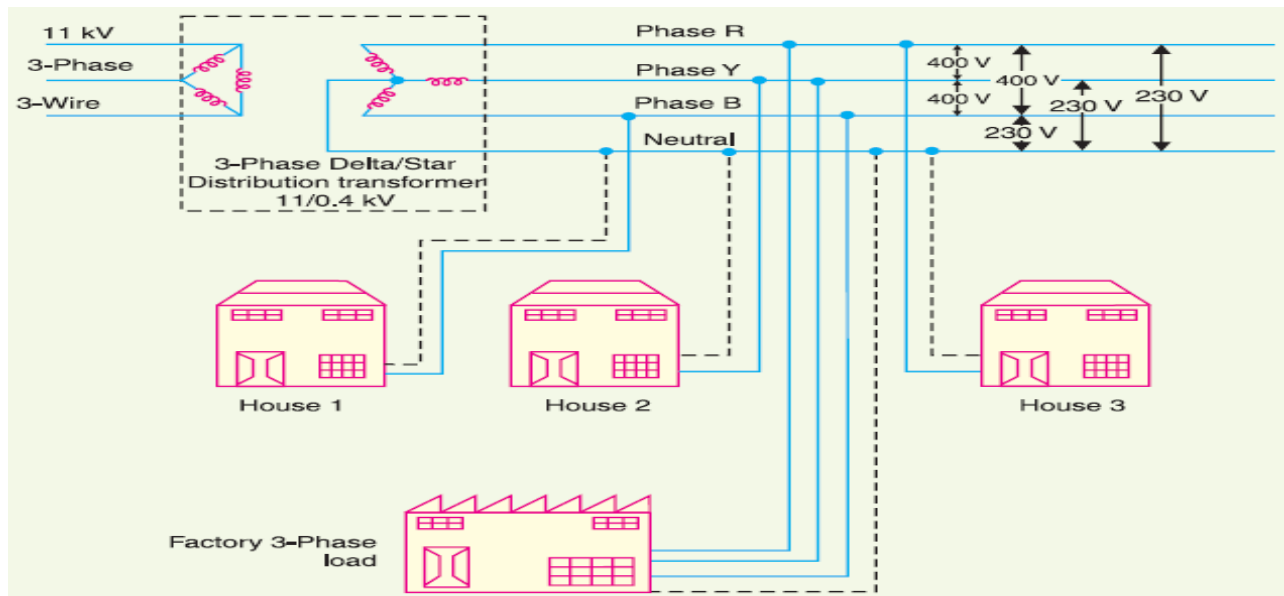 11 kV
3-Phase
3-Wire
3-Phase Delta/Star
Distribution transformer
11/0.4 kV
Phase R
Phase Y
Phase B
Neutral
400 V
400 V
400 V
230 V
230 V
230 V
House 1
House 2
House 3
Factory 3-Phase
load